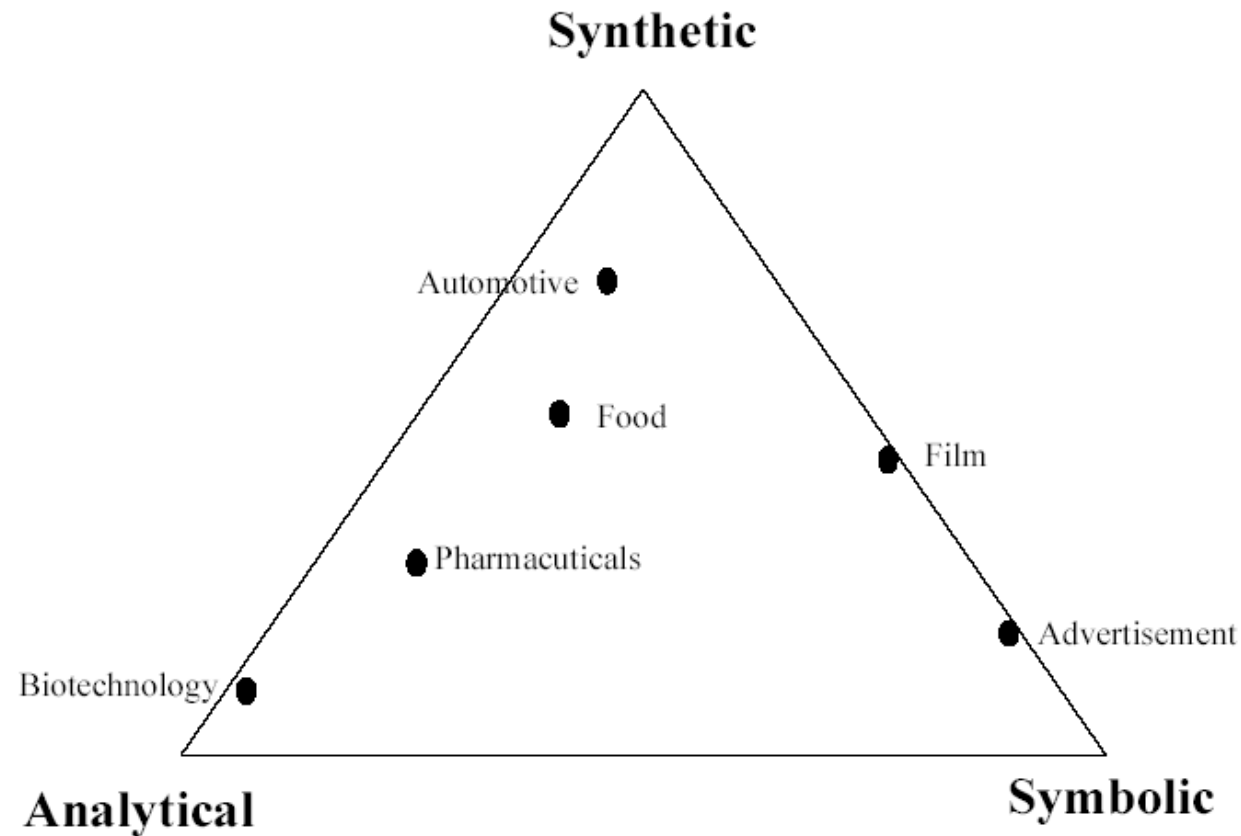 Synthetic
Automotive
Food
Film
Pharmacuticals
Advertisement
Biotechnology
Analytical
Symbolic